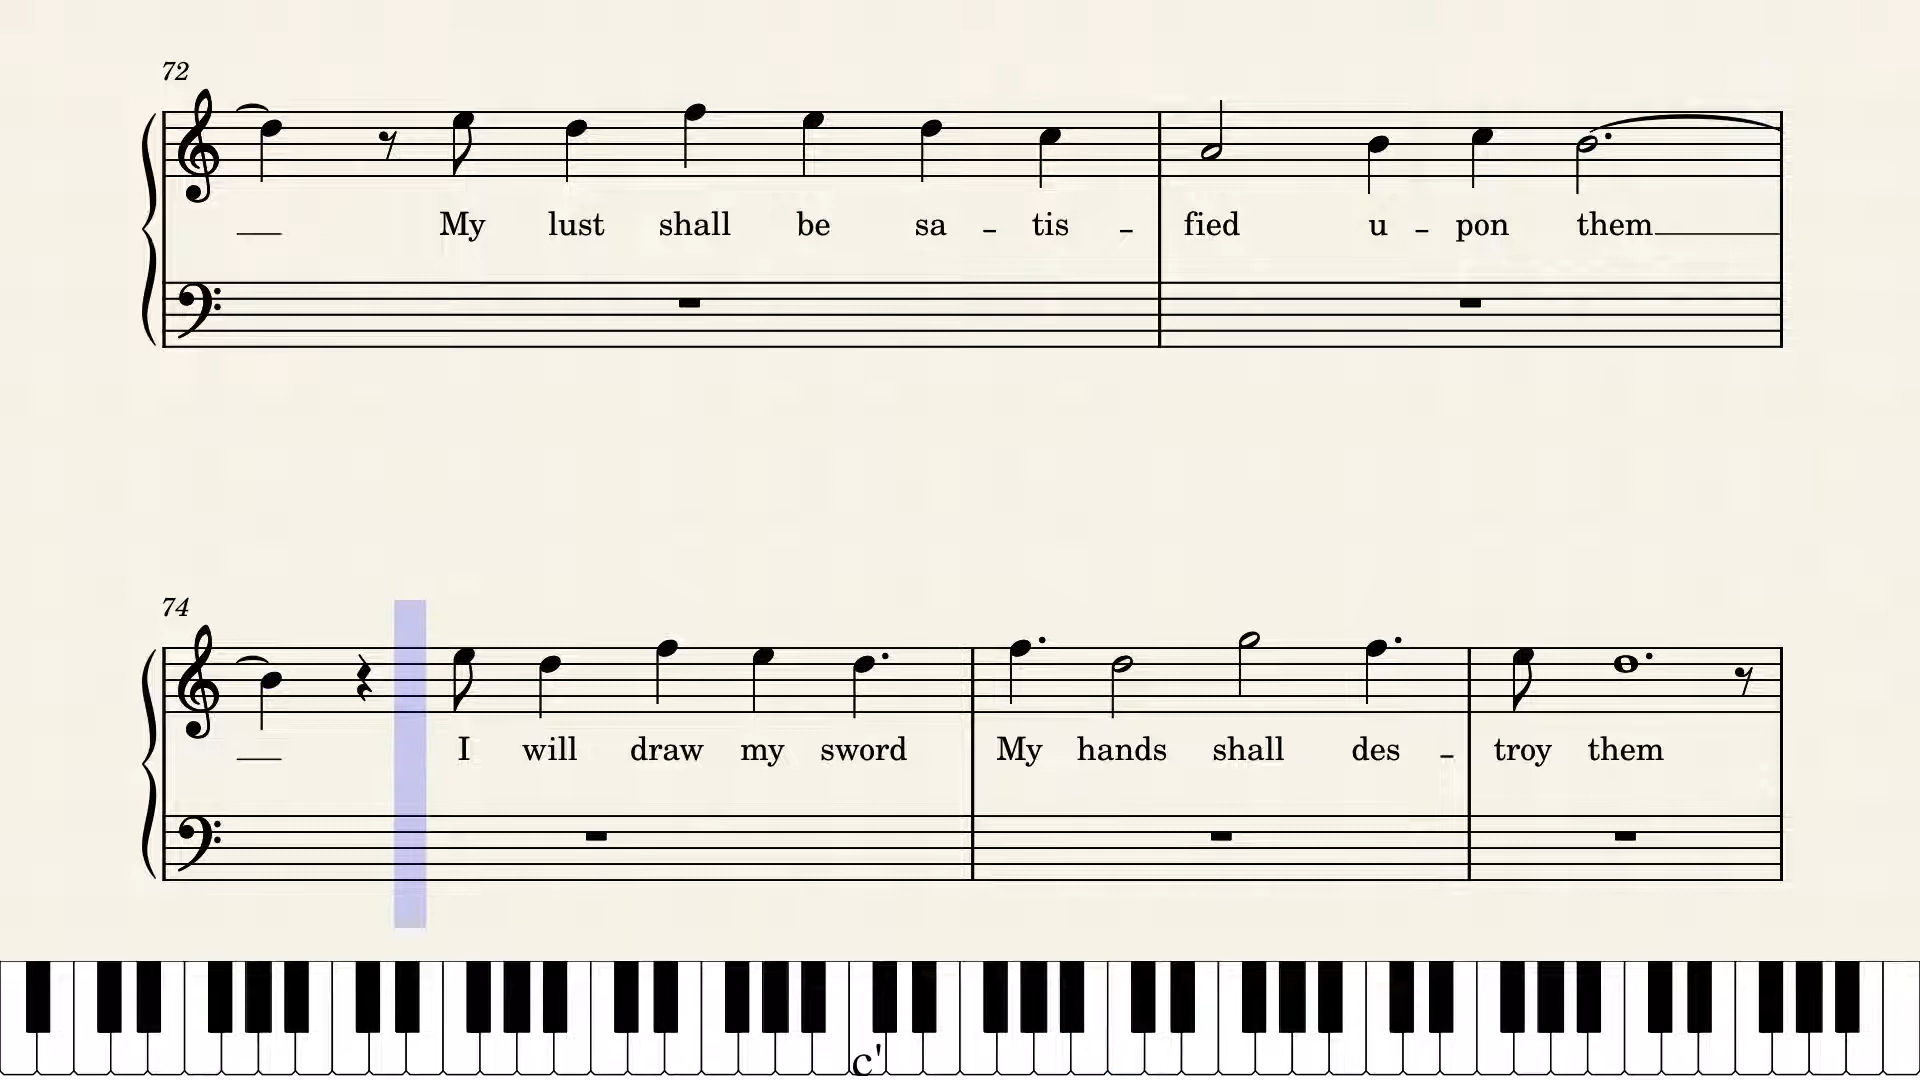 72
My lust shall be sa - tis - fied u - pon them
74
I will draw my sword My hands shall des - troy them
c'